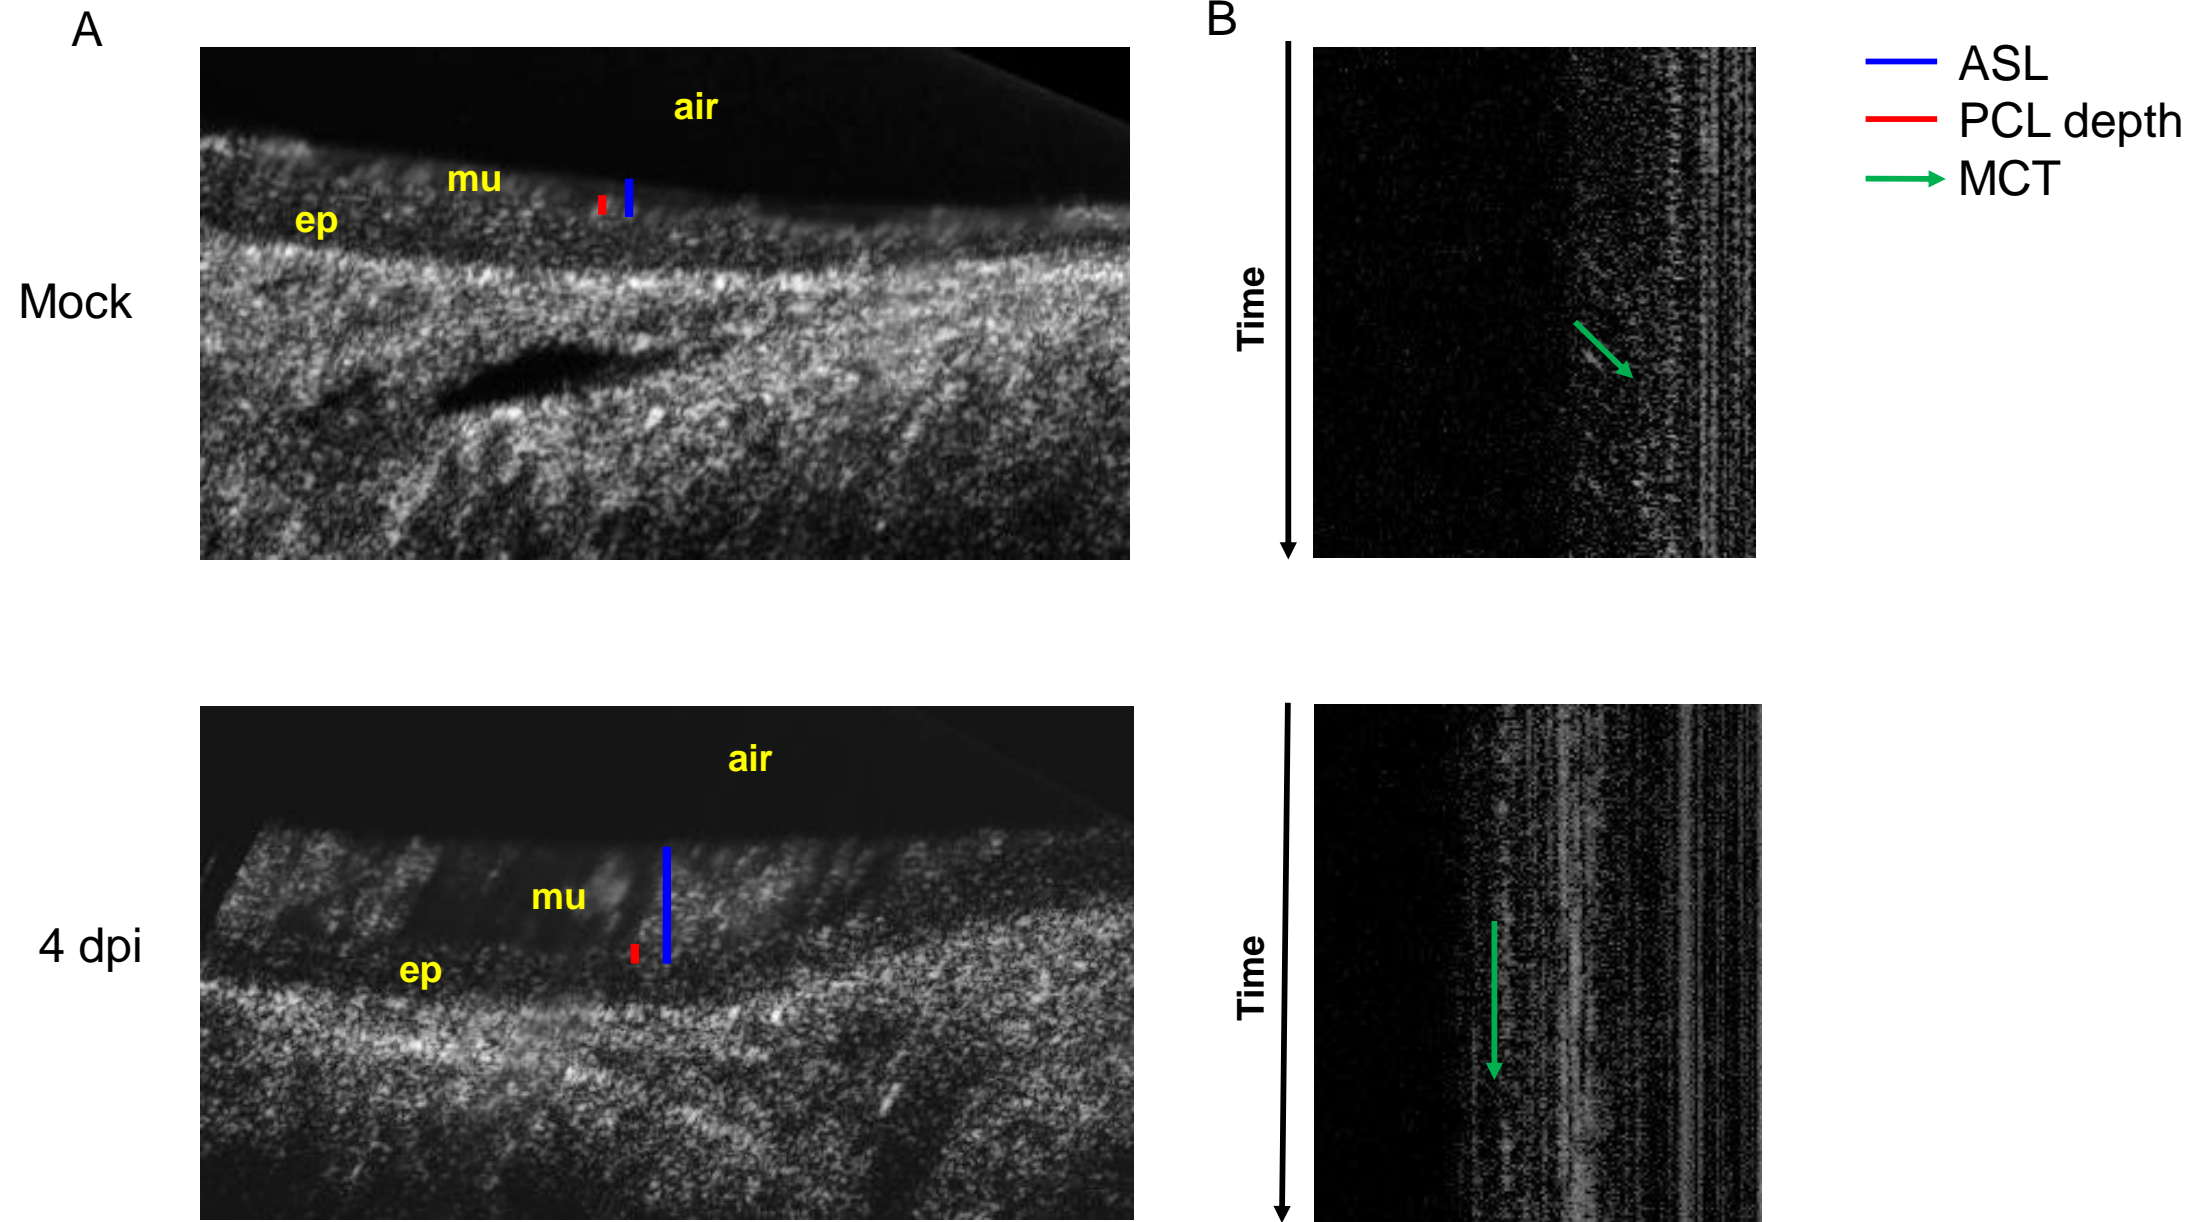 A
B
ASL
PCL depth
MCT
Mock
air
mu
ep
Time
4 dpi
air
mu
ep
Time